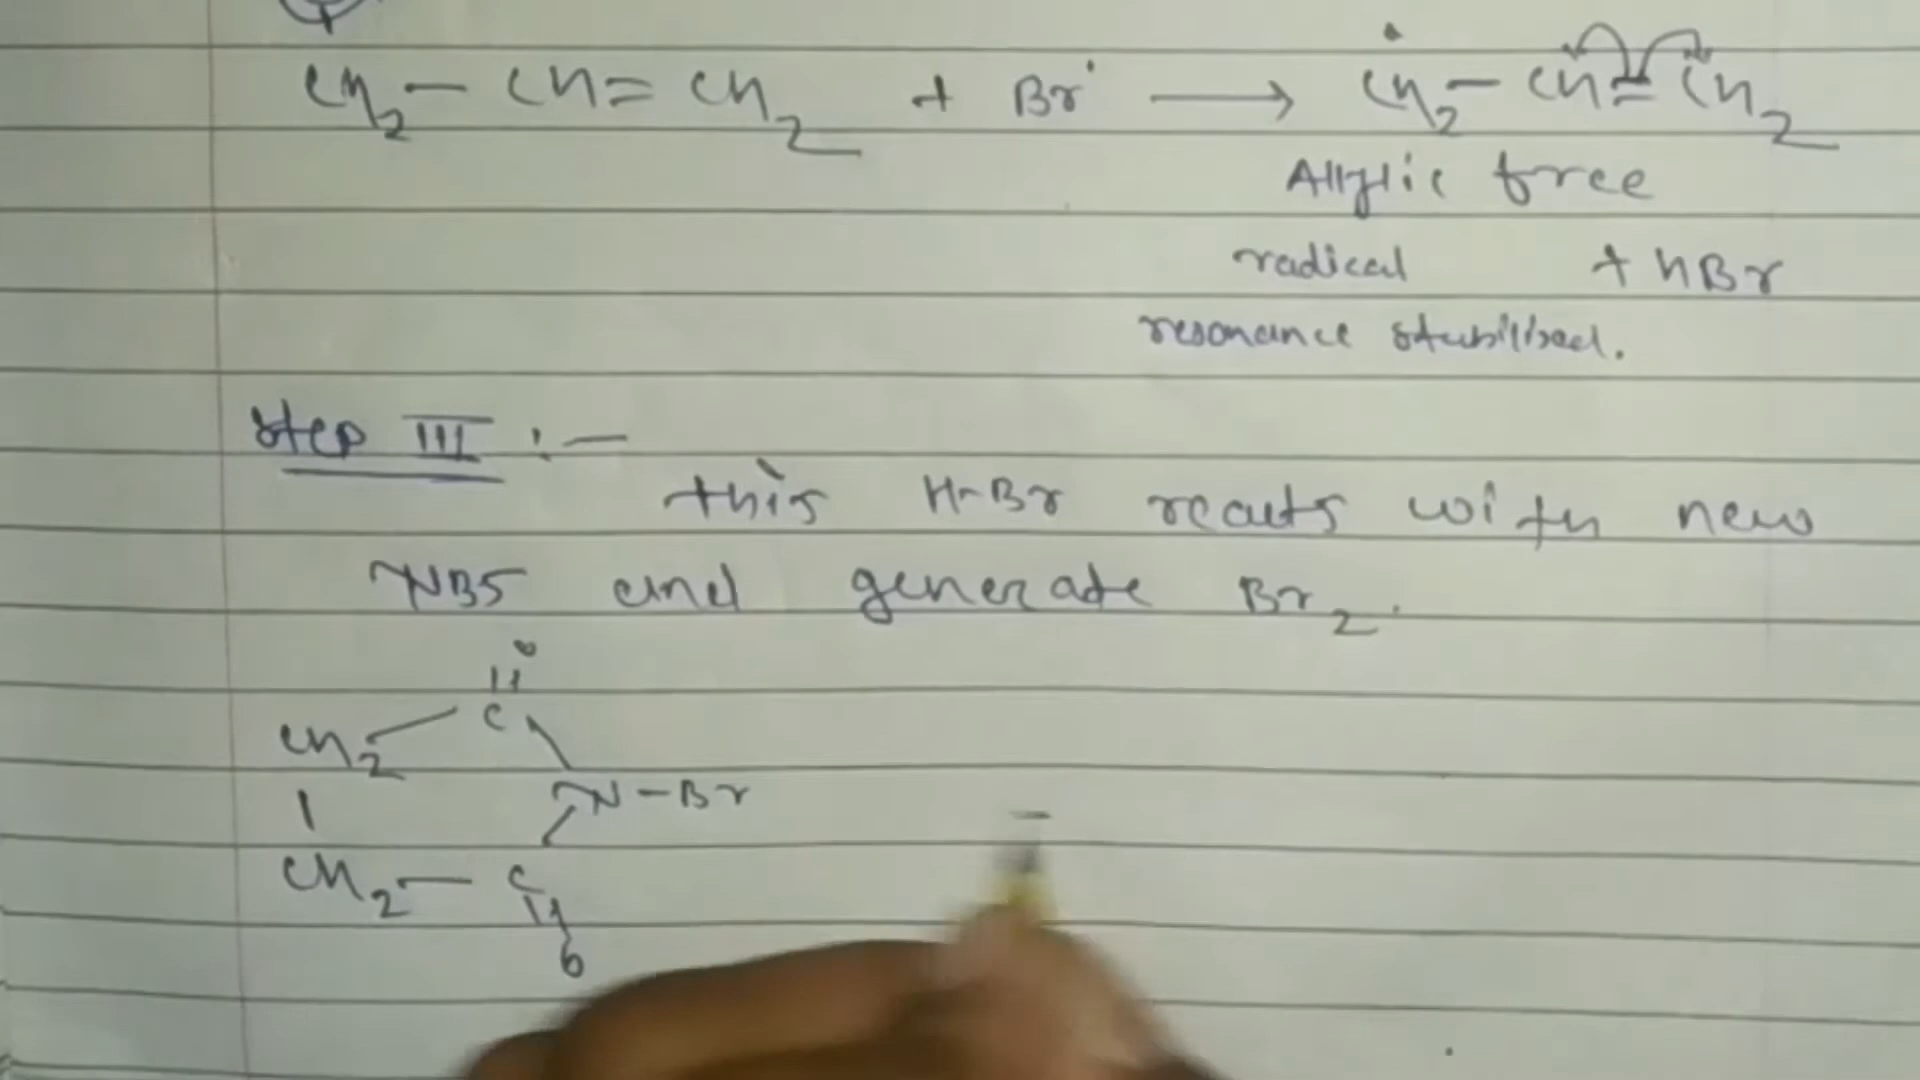 CH2 - CH = CH2 + Br· → ĊH2 - CH = CH2
Allylic free
radical + HBr
resonance stabilised.
Step III :-
this H-Br reacts with new
NBS and generate Br2.
O
C
CH2
N - Br
CH2 - C
O